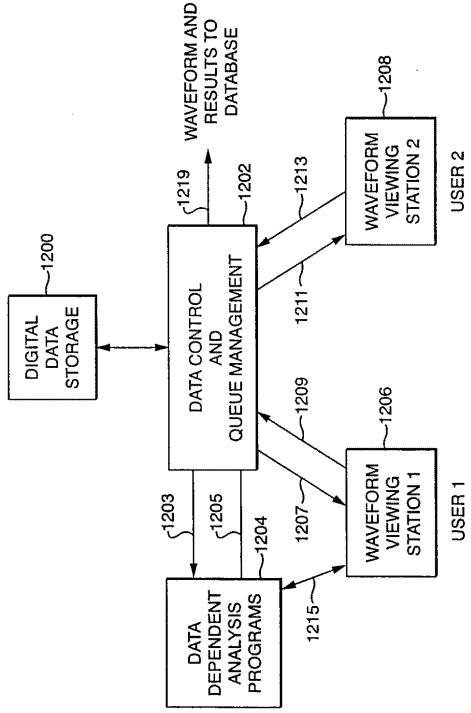 1200
DIGITAL
DATA
STORAGE
WAVEFORM AND
RESULTS TO
DATABASE
1219
1202
DATA CONTROL
AND
QUEUE MANAGEMENT
1203
1205
1204
DATA
DEPENDENT
ANALYSIS
PROGRAMS
1207
1209
1211
1213
1215
1206
WAVEFORM
VIEWING
STATION 1
USER 1
1208
WAVEFORM
VIEWING
STATION 2
USER 2